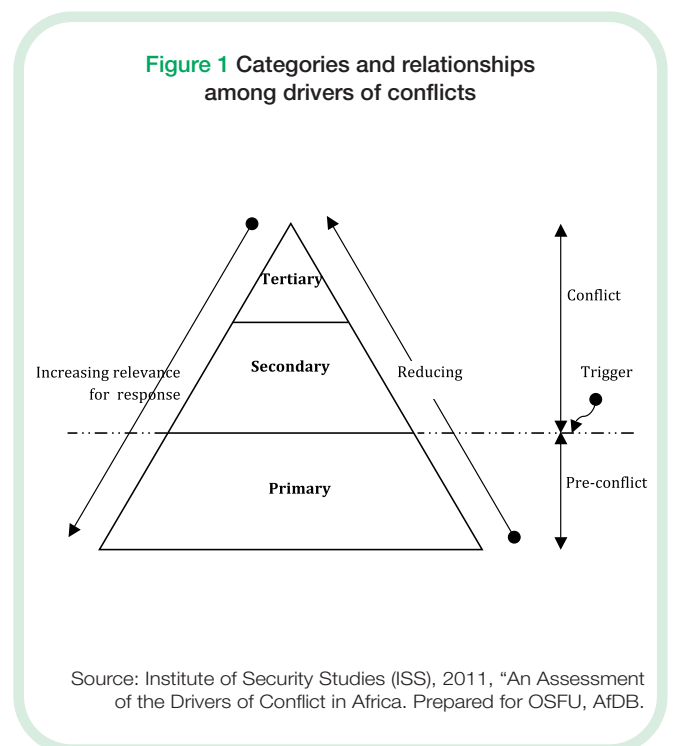 Figure 1 Categories and relationships
among drivers of conflicts
Tertiary
Conflict
Increasing relevance
for response
Secondary
Reducing
Trigger
Primary
Pre-conflict
Source: Institute of Security Studies (ISS), 2011, “An Assessment
of the Drivers of Conflict in Africa. Prepared for OSFU, AfDB.